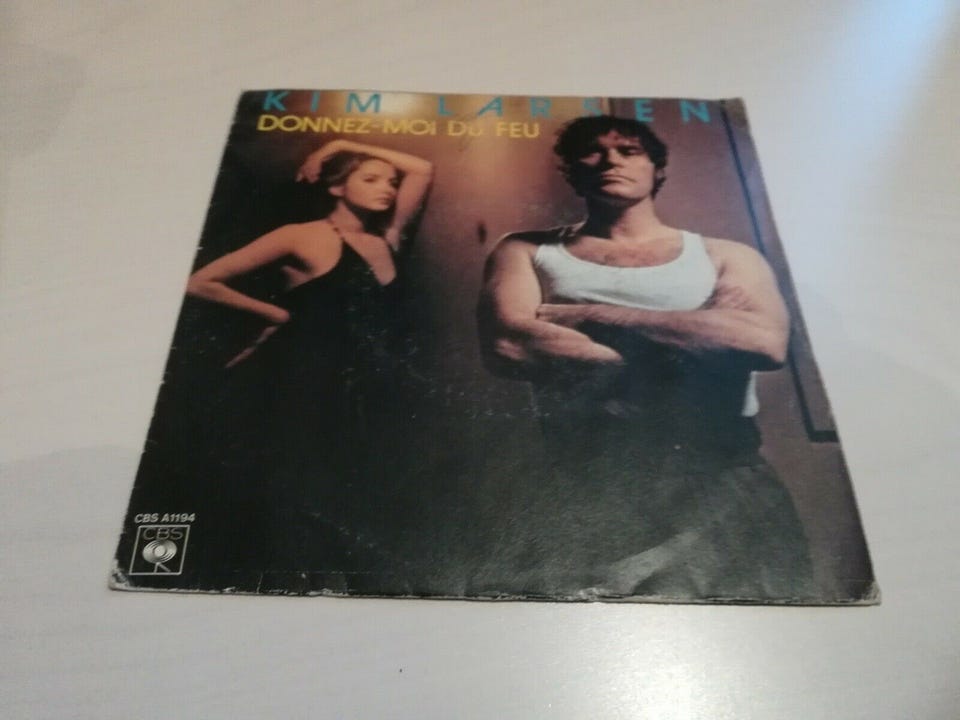 KIM LARSEN
DONNEZ-MOI DU FEU
CBS A1194
CBS